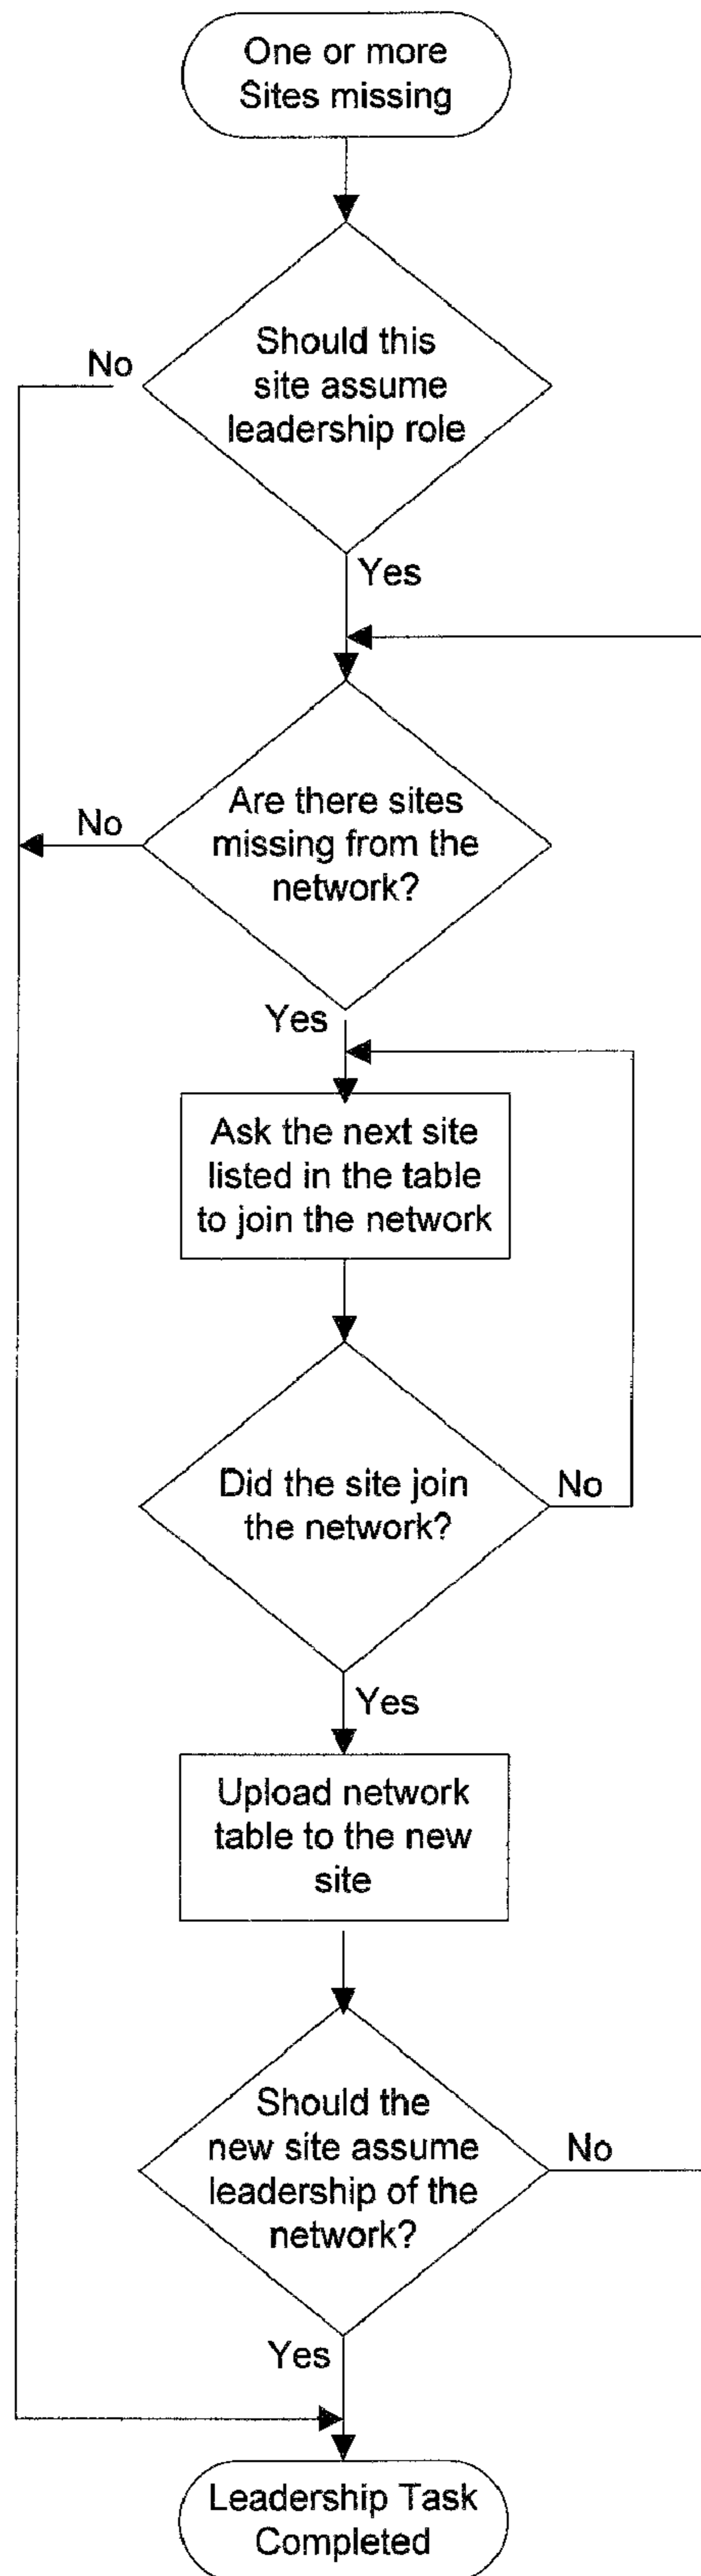 One or more
Sites missing
No
Should this
site assume
leadership role
Yes
No
Are there sites
missing from the
network?
Yes
Ask the next site
listed in the table
to join the network
Did the site join
the network?
No
Yes
Upload network
table to the new
site
Should the
new site assume
leadership of the
network?
No
Yes
Leadership Task
Completed